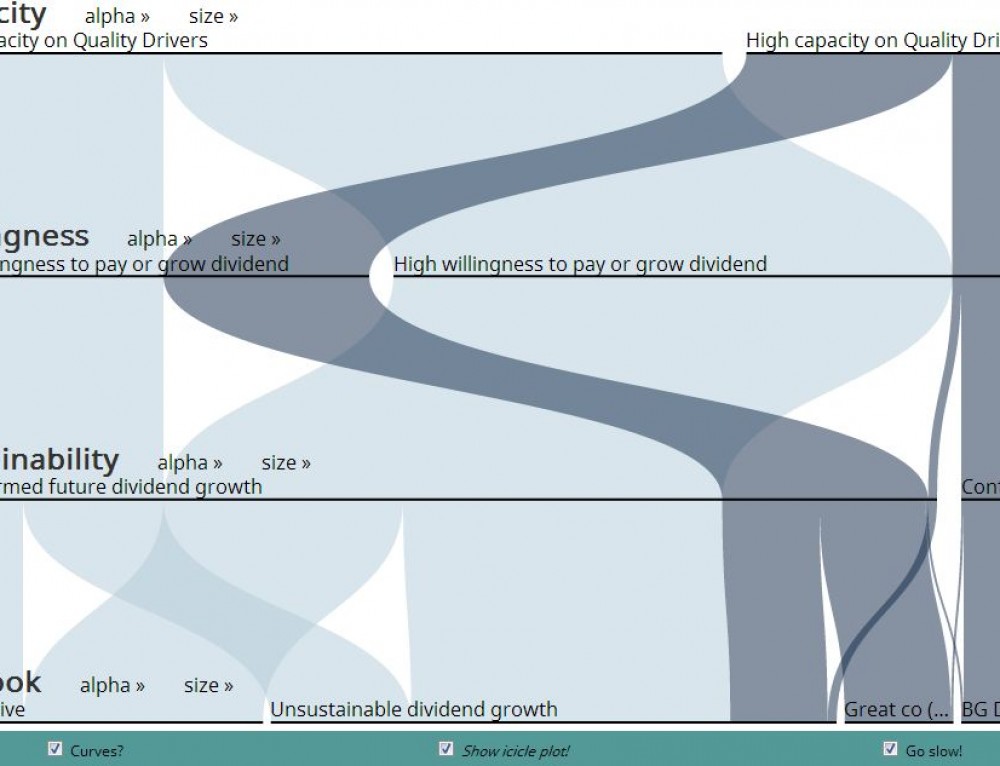 city alpha » size »
acity on Quality Drivers High capacity on Quality Dri
ngness alpha » size »
ngness to pay or grow dividend High willingness to pay or grow dividend
inability alpha » size »
rmed future dividend growth Conf
ook alpha » size »
ive Unsustainable dividend growth Great co (... BG D
Curves? Show icicle plot! Go slow!